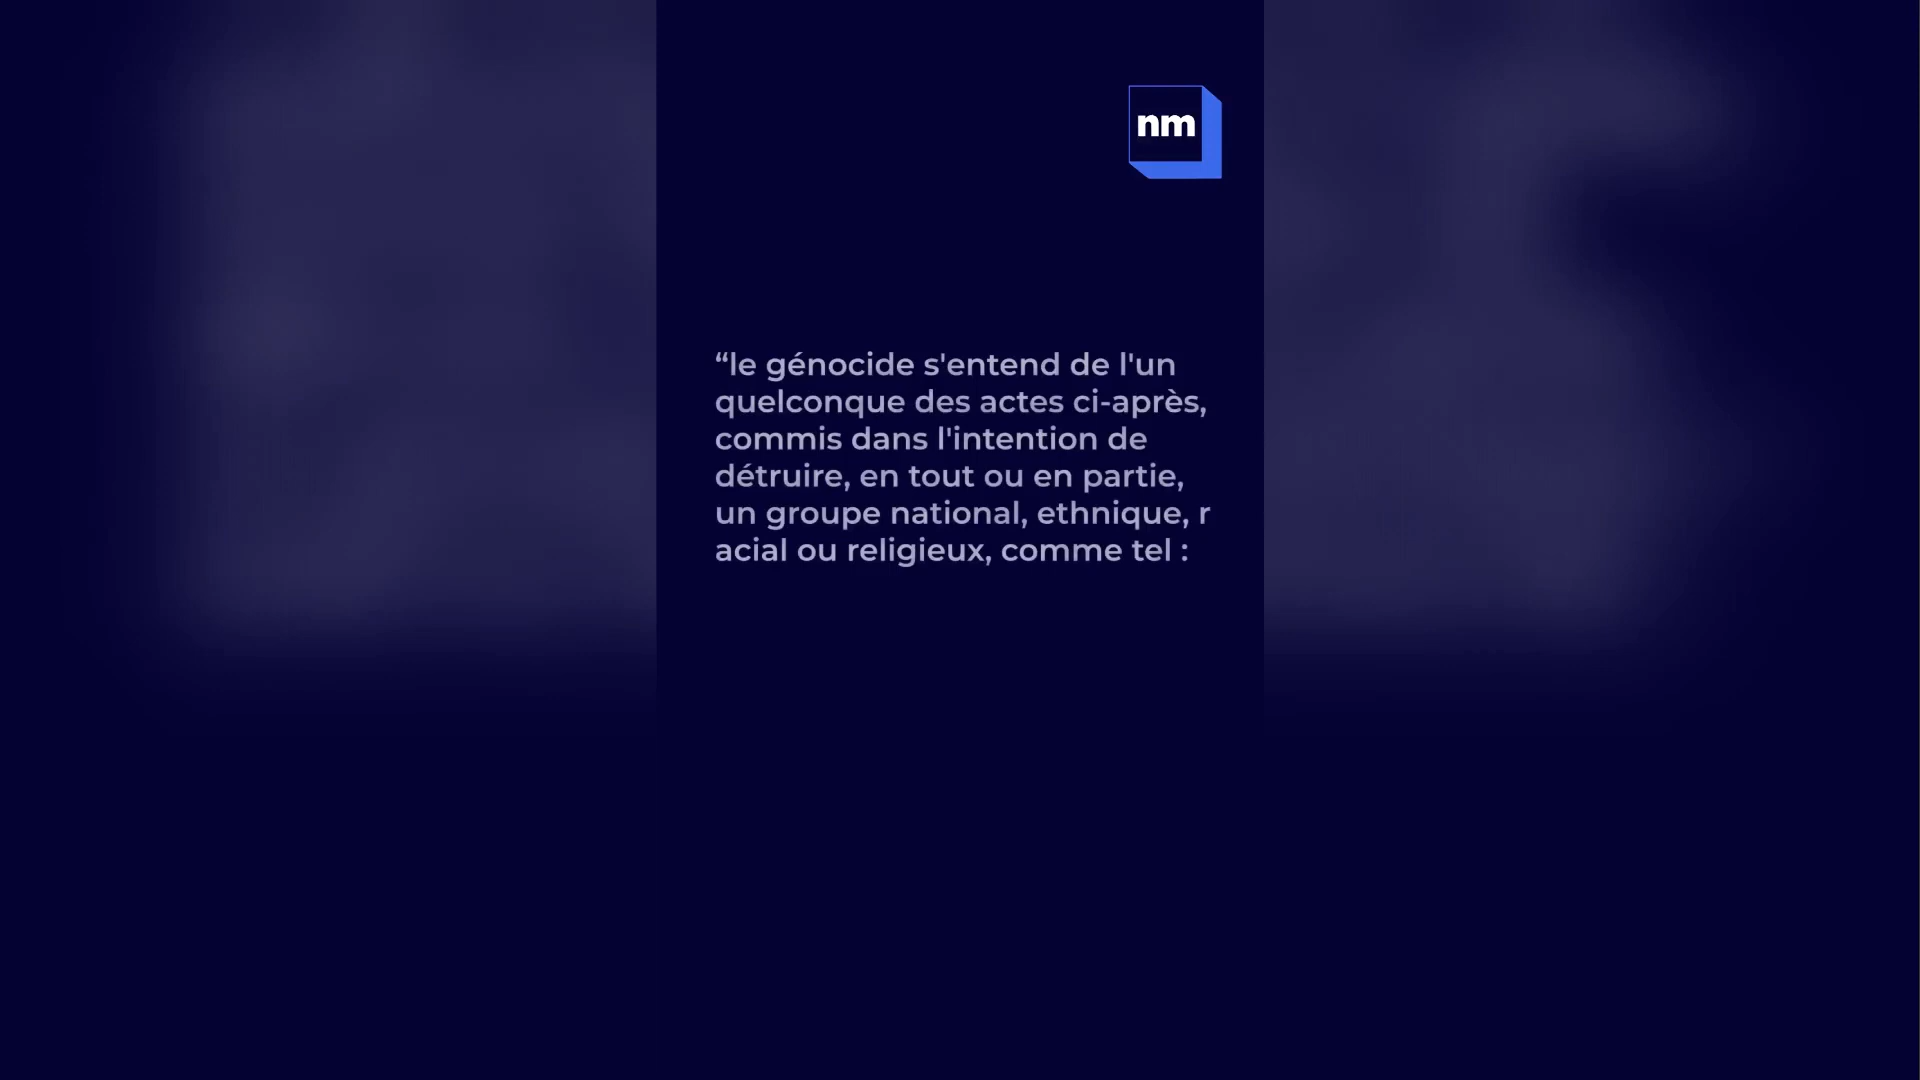 nm
“le génocide s'entend de l'un
quelconque des actes ci-après,
commis dans l'intention de
détruire, en tout ou en partie,
un groupe national, ethnique, r
acial ou religieux, comme tel :